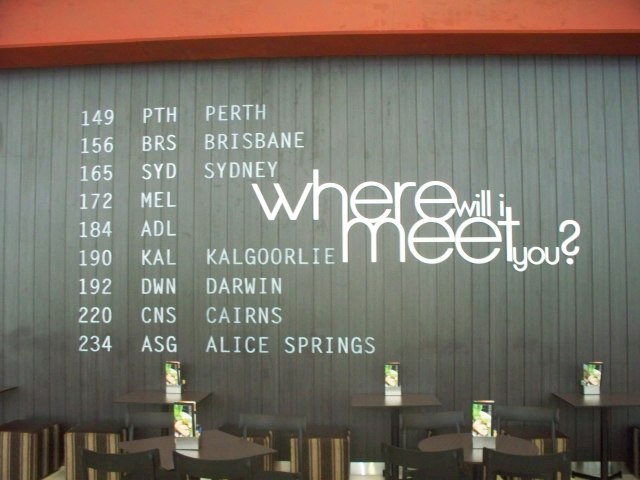 149 PTH PERTH
156 BRS BRISBANE
165 SYD SYDNEY
172 MEL
184 ADL
190 KAL KALGOORLIE
192 DWN DARWIN
220 CNS CAIRNS
234 ASG ALICE SPRINGS
where will i
meet you?